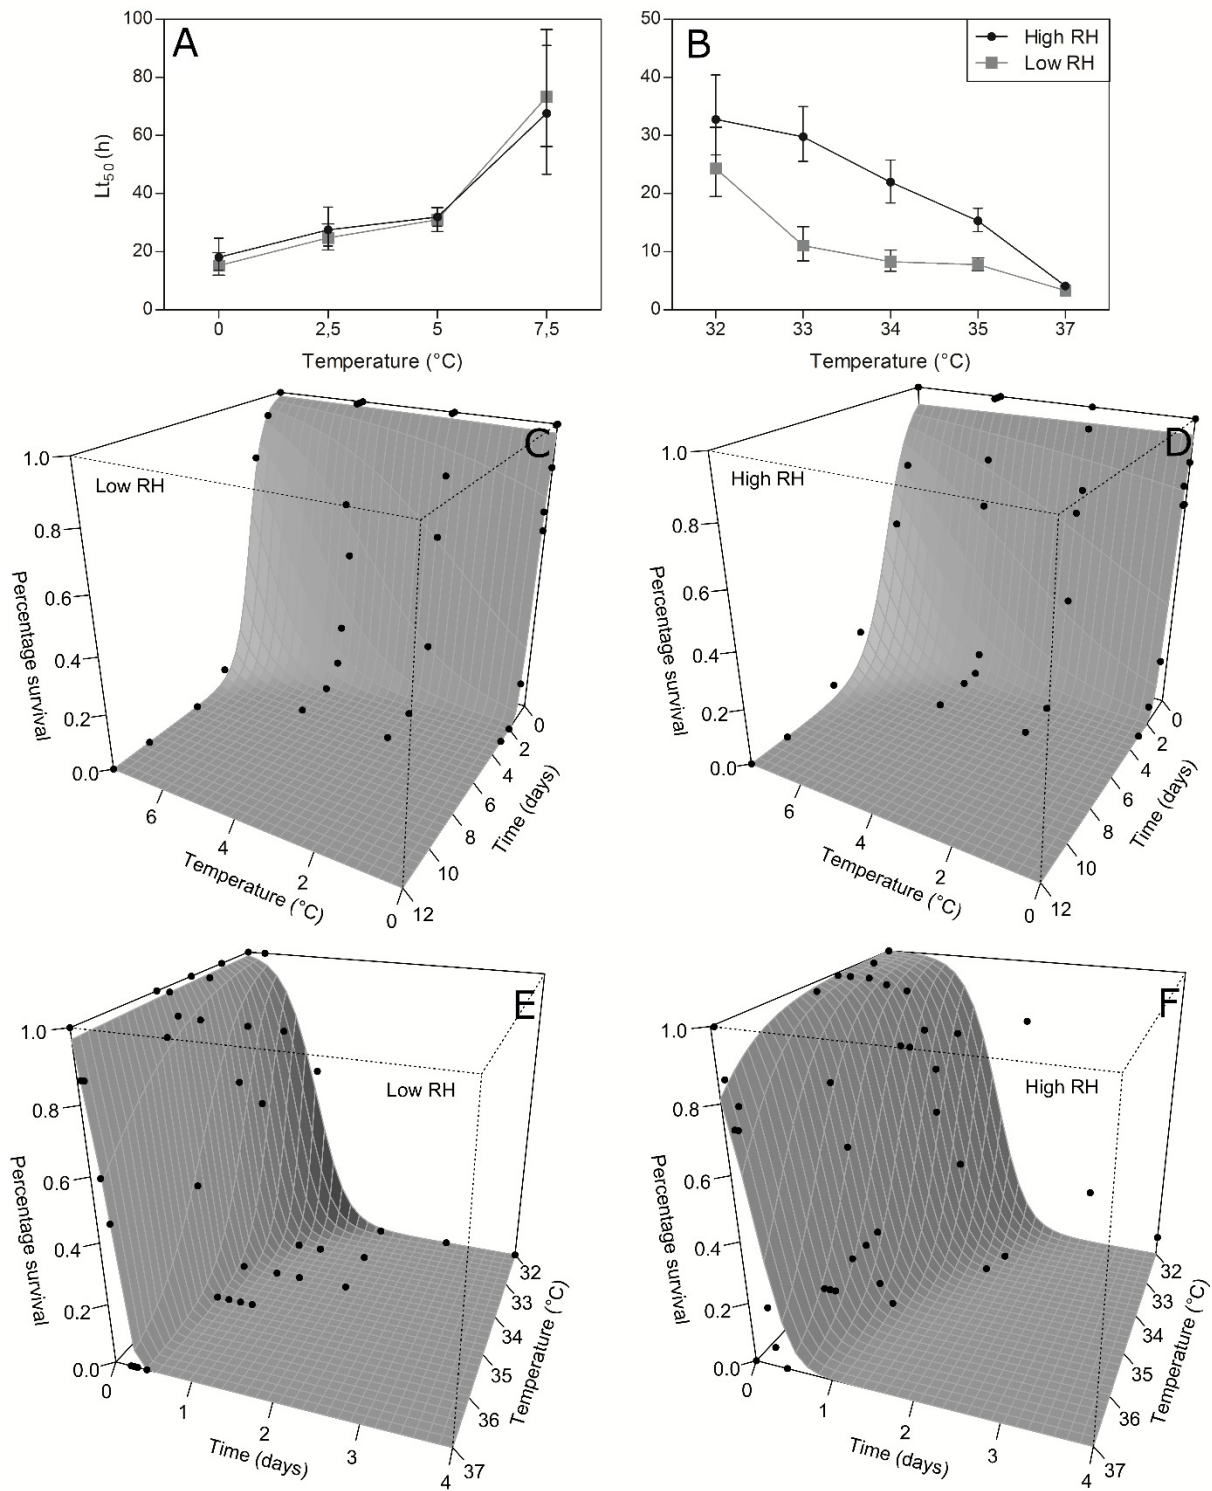 A
100
80
60
40
20
0
Lt50 (h)
0 2,5 5 7,5
Temperature (°C)
B
50
40
30
20
10
0
High RH
Low RH
32 33 34 35 37
Temperature (°C)
C
Low RH
1.0
0.8
0.6
0.4
0.2
0.0
Percentage survival
6 4 2 0
Temperature (°C)
0 2 4 6 8 10 12
Time (days)
D
High RH
1.0
0.8
0.6
0.4
0.2
0.0
Percentage survival
6 4 2 0
Temperature (°C)
0 2 4 6 8 10 12
Time (days)
E
Low RH
1.0
0.8
0.6
0.4
0.2
0.0
Percentage survival
0 1 2 3 4
Time (days)
32 33 34 35 36 37
Temperature (°C)
F
High RH
1.0
0.8
0.6
0.4
0.2
0.0
Percentage survival
0 1 2 3 4
Time (days)
32 33 34 35 36 37
Temperature (°C)